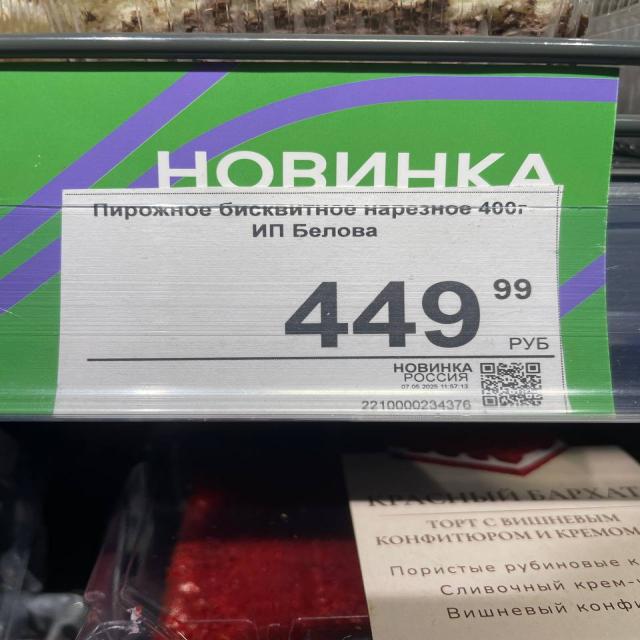 НОВИНКА
Пирожное бисквитное нарезное 400г
ИП Белова
449 99
РУБ
НОВИНКА
РОССИЯ
07.05.2025 11:57:13
2210000234376
КРАСНЫЙ БАРХАТ
ТОРТ С ВИШНЕВЫМ
КОНФИТЮРОМ И КРЕМОМ
Пористые рубиновые к
Сливочный крем-
Вишневый конфи